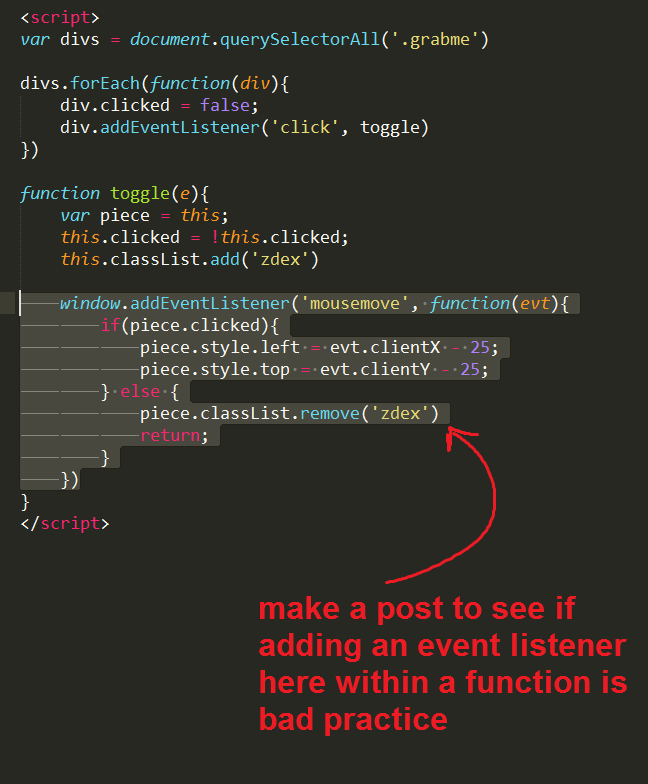 <script>
var divs = document.querySelectorAll('.grabme')
divs.forEach(function(div){
div.clicked = false;
div.addEventListener('click', toggle)
})
function toggle(e){
var piece = this;
this.clicked = !this.clicked;
this.classList.add('zdex')
window.addEventListener('mousemove', function(evt){
if(piece.clicked){
piece.style.left = evt.clientX - 25;
piece.style.top = evt.clientY - 25;
} else {
piece.classList.remove('zdex')
return;
}
})
}
</script>
make a post to see if
adding an event listener
here within a function is
bad practice